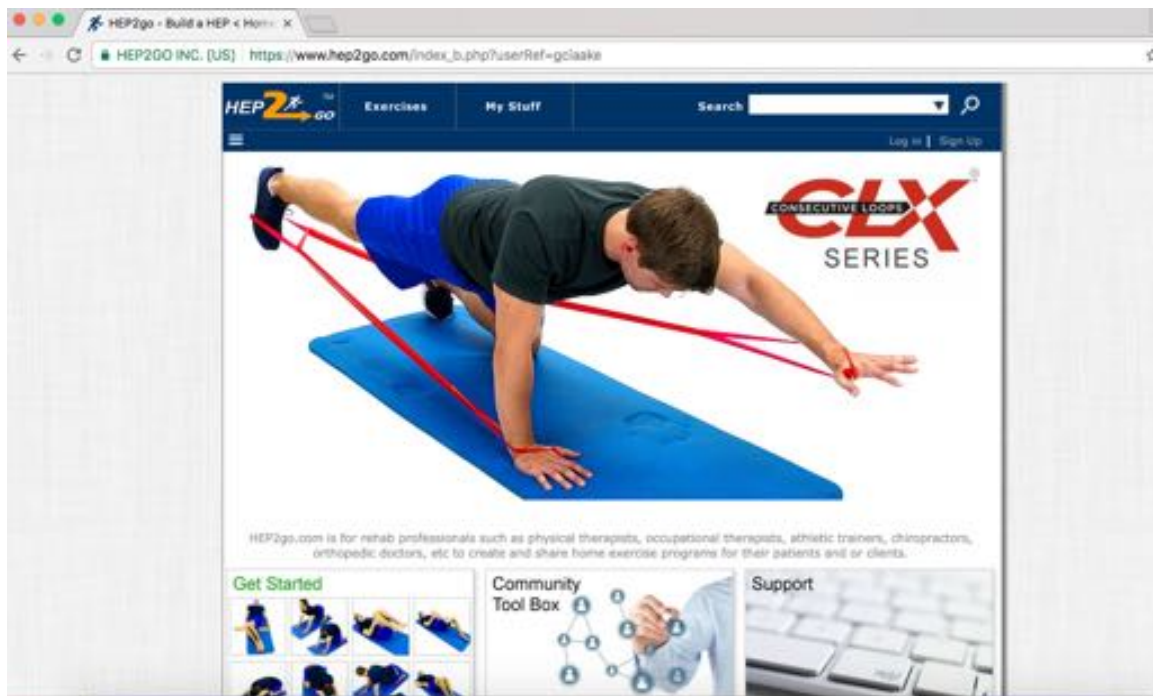 HEP2go - Build a HEP < Home
HEP2GO INC. [US] https://www.hep2go.com/index_b.php?userRef=gciaake
HEP2GO ™ Exercises My Stuff Search
Log in | Sign Up
CONSECUTIVE LOOPS
CLX ®
SERIES
HEP2go.com is for rehab professionals such as physical therapists, occupational therapists, athletic trainers, chiropractors,
orthopedic doctors, etc to create and share home exercise programs for their patients and or clients.
Get Started
Community
Tool Box
Support